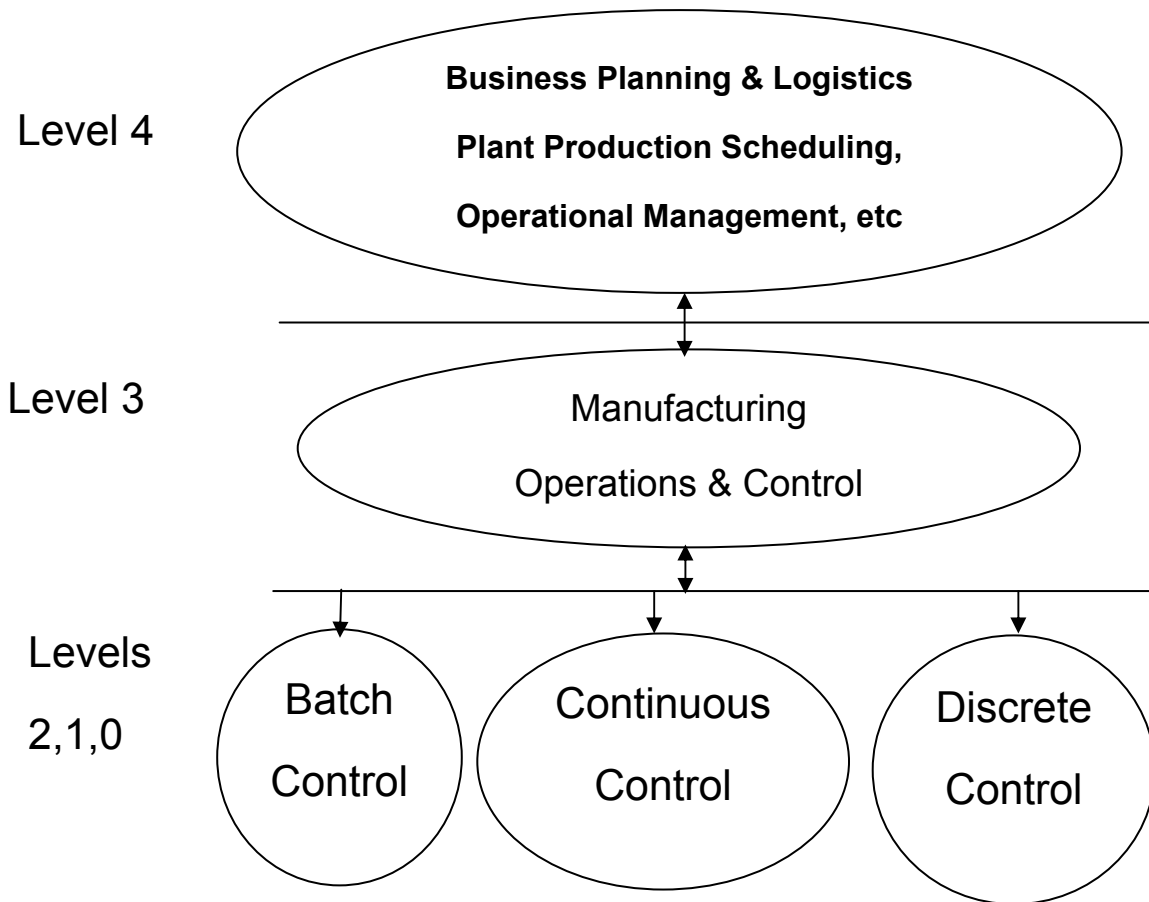 Level 4
Business Planning & Logistics
Plant Production Scheduling,
Operational Management, etc
Level 3
Manufacturing
Operations & Control
Levels
2,1,0
Batch
Control
Continuous
Control
Discrete
Control